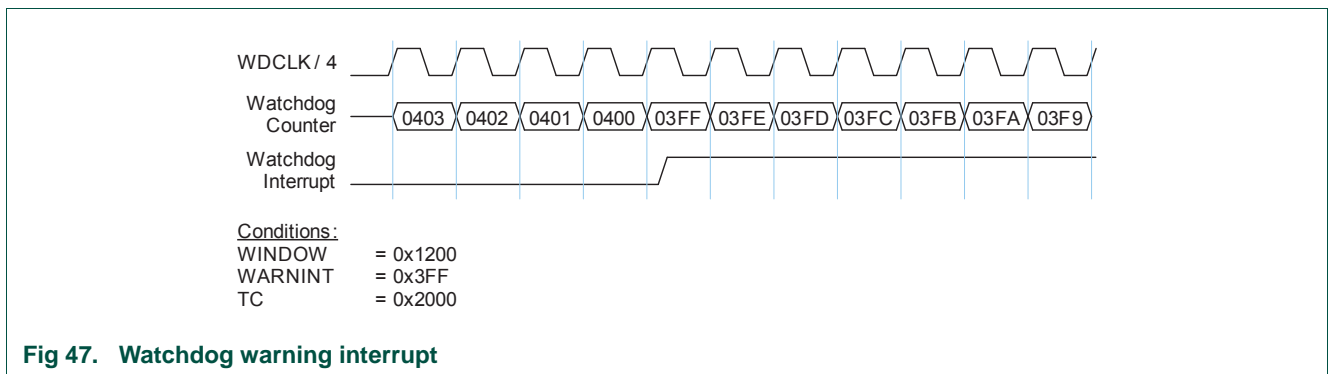 WDCLK / 4
Watchdog
Counter
0403 0402 0401 0400 03FF 03FE 03FD 03FC 03FB 03FA 03F9
Watchdog
Interrupt
Conditions:
WINDOW = 0x1200
WARNINT = 0x3FF
TC = 0x2000
Fig 47. Watchdog warning interrupt